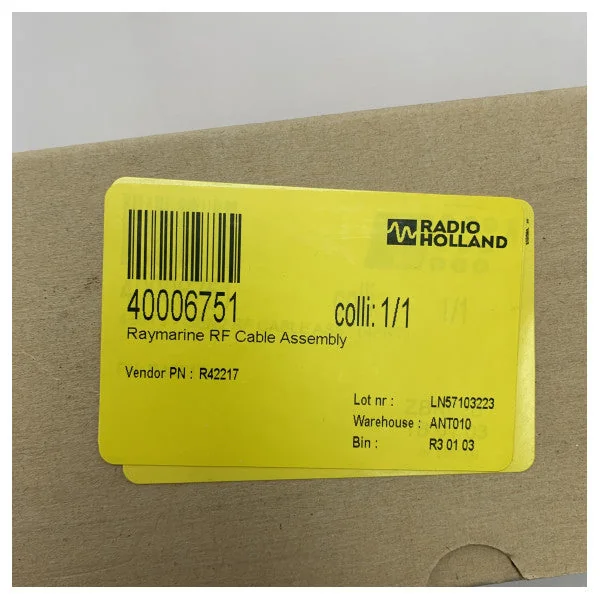 RADIO
HOLLAND
40006751
colli: 1/1
Raymarine RF Cable Assembly
Vendor PN : R42217
Lot nr : LN57103223
Warehouse : ANT010
Bin : R3 01 03